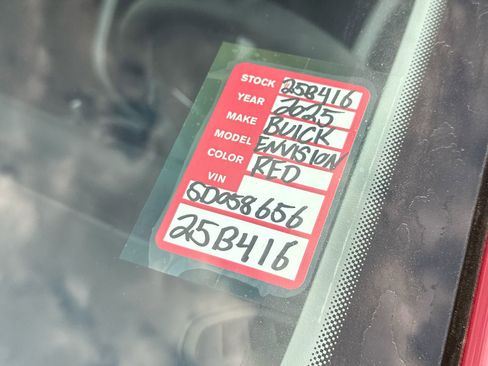 STOCK 25B416
YEAR 2025
MAKE BUICK
MODEL ENVISION
COLOR RED
VIN
SD058656
25B416